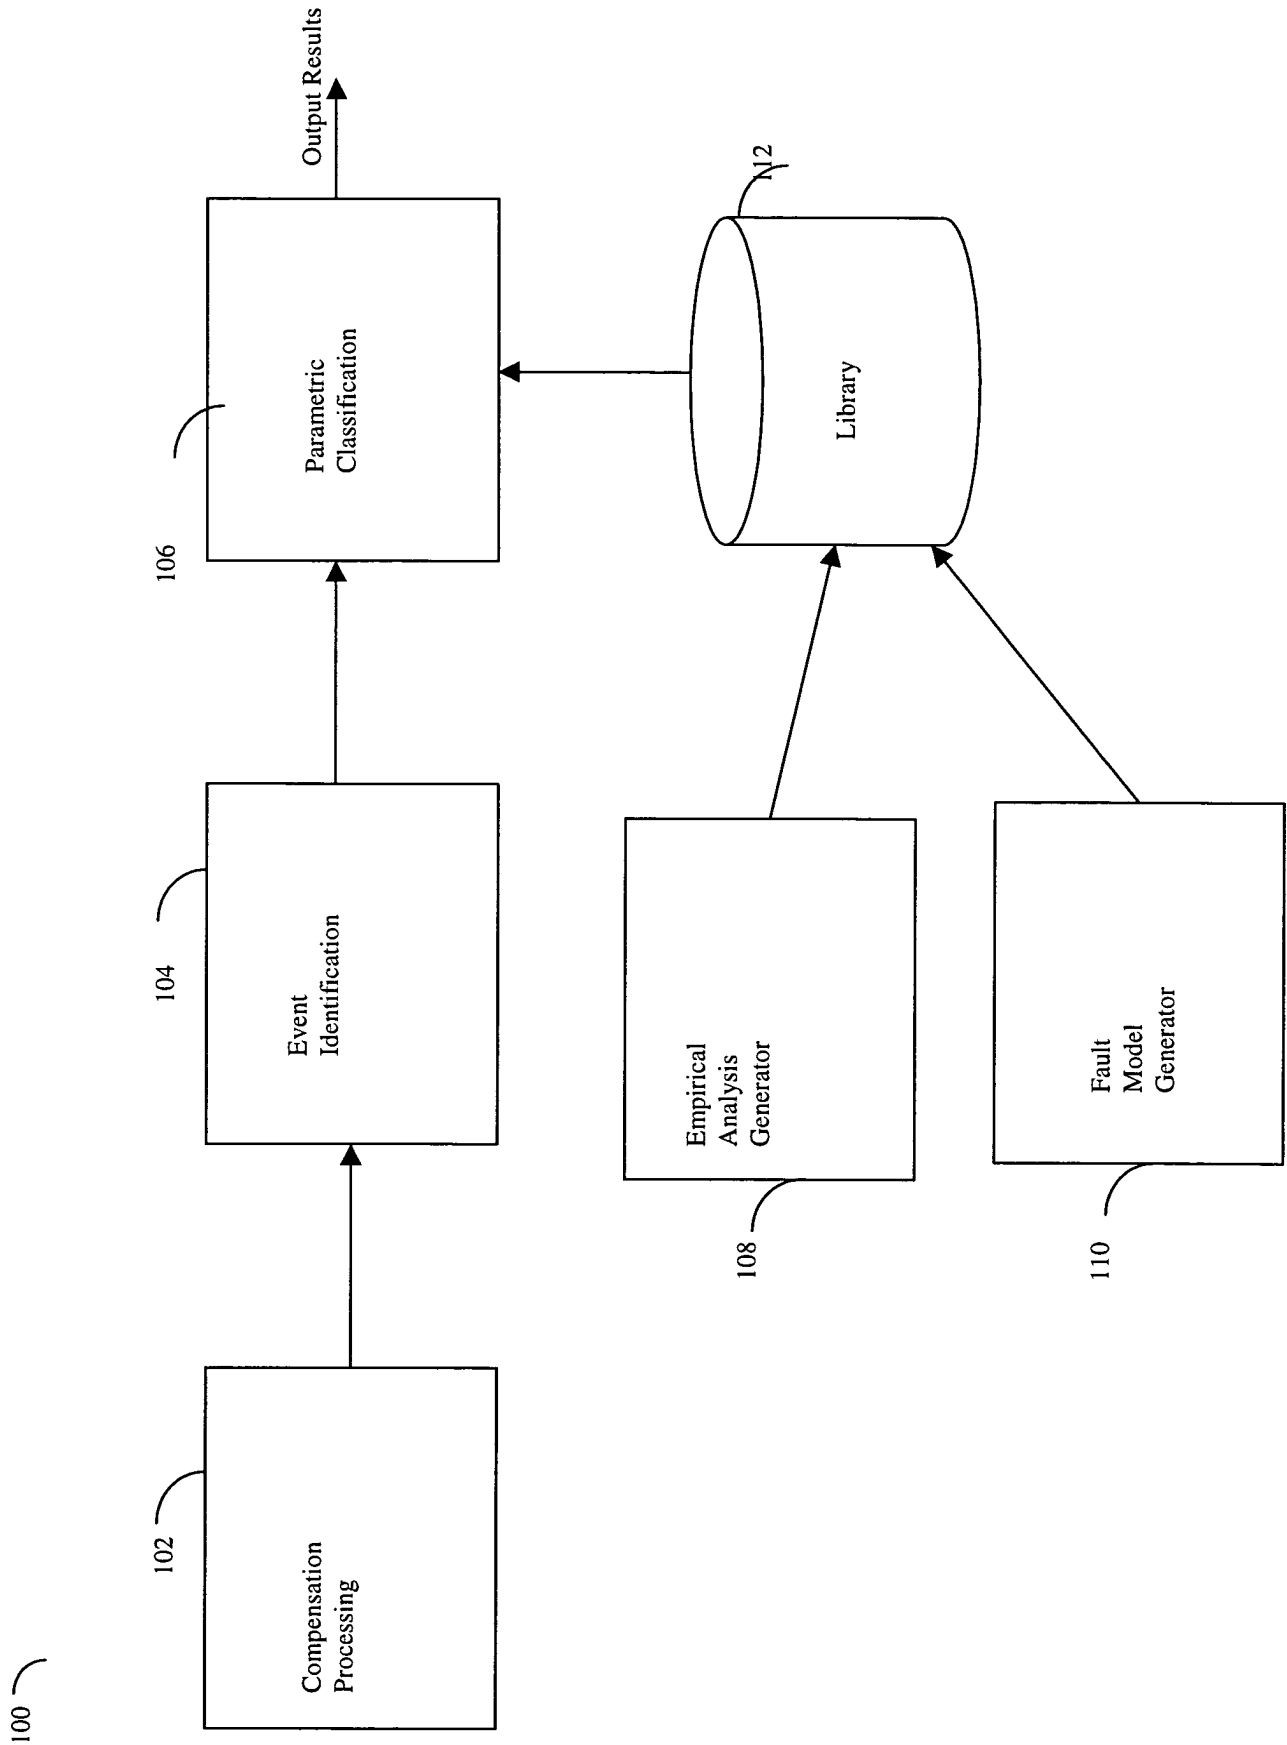 100
102
Compensation
Processing
104
Event
Identification
106
Parametric
Classification
Output Results
108
Empirical
Analysis
Generator
112
Library
110
Fault
Model
Generator